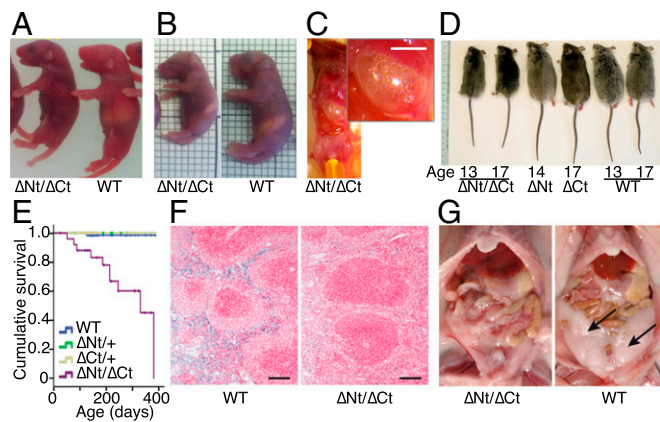 A
B
C
D
ΔNt/ΔCt WT
ΔNt/ΔCt WT
ΔNt/ΔCt
Age 13 17 14 17 13 17
ΔNt/ΔCt ΔNt ΔCt WT
E
F
G
Cumulative survival
1.0
0.8
0.6
0.4
0.2
0
WT
ΔNt/+
ΔCt/+
ΔNt/ΔCt
0 200 400
Age (days)
WT ΔNt/ΔCt
ΔNt/ΔCt WT